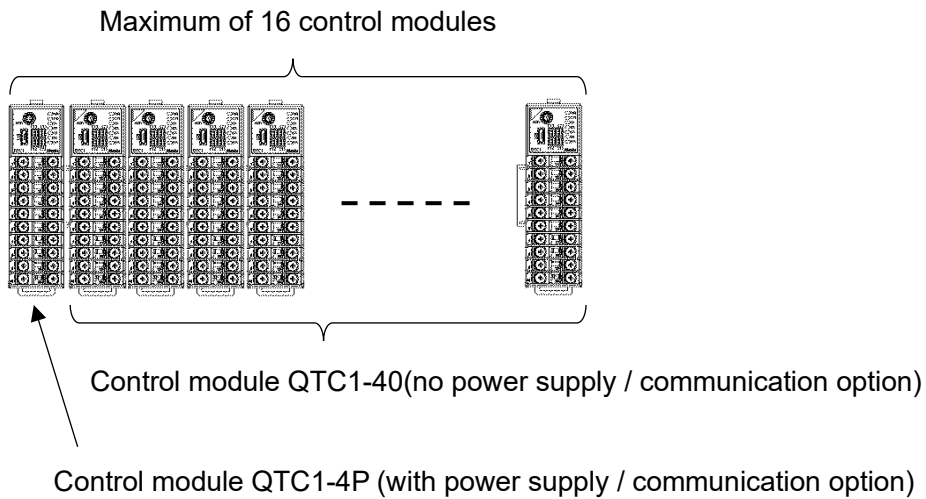 Maximum of 16 control modules
Control module QTC1-40(no power supply / communication option)
Control module QTC1-4P (with power supply / communication option)